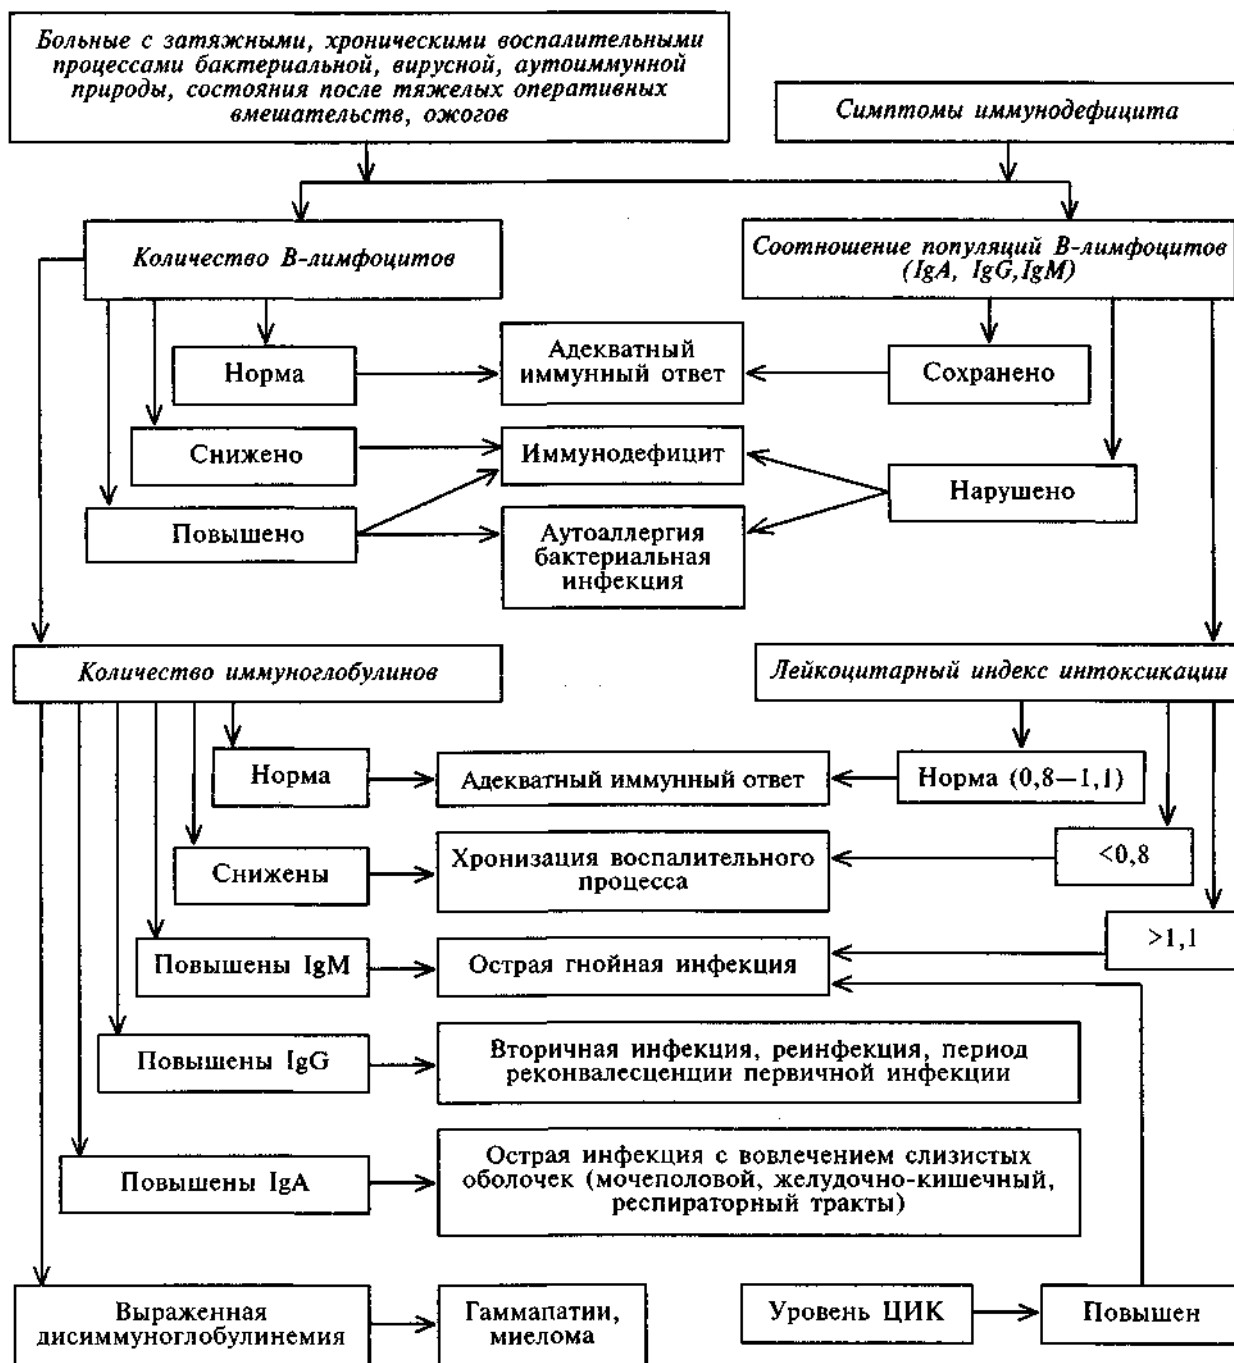 Больные с затяжными, хроническими воспалительными
процессами бактериальной, вирусной, аутоиммунной
природы, состояния после тяжелых оперативных
вмешательств, ожогов
Симптомы иммунодефицита
Количество В-лимфоцитов
Соотношение популяций В-лимфоцитов
(IgA, IgG,IgM)
Норма
Адекватный
иммунный ответ
Сохранено
Снижено
Иммунодефицит
Нарушено
Повышено
Аутоаллергия
бактериальная
инфекция
Количество иммуноглобулинов
Лейкоцитарный индекс интоксикации
Норма
Адекватный иммунный ответ
Норма (0,8—1,1)
Снижены
Хронизация воспалительного
процесса
<0,8
Повышены IgM
Острая гнойная инфекция
>1,1
Повышены IgG
Вторичная инфекция, реинфекция, период
реконвалесценции первичной инфекции
Повышены IgA
Острая инфекция с вовлечением слизистых
оболочек (мочеполовой, желудочно-кишечный,
респираторный тракты)
Выраженная
дисиммуноглобулинемия
Гаммапатии,
миелома
Уровень ЦИК
Повышен